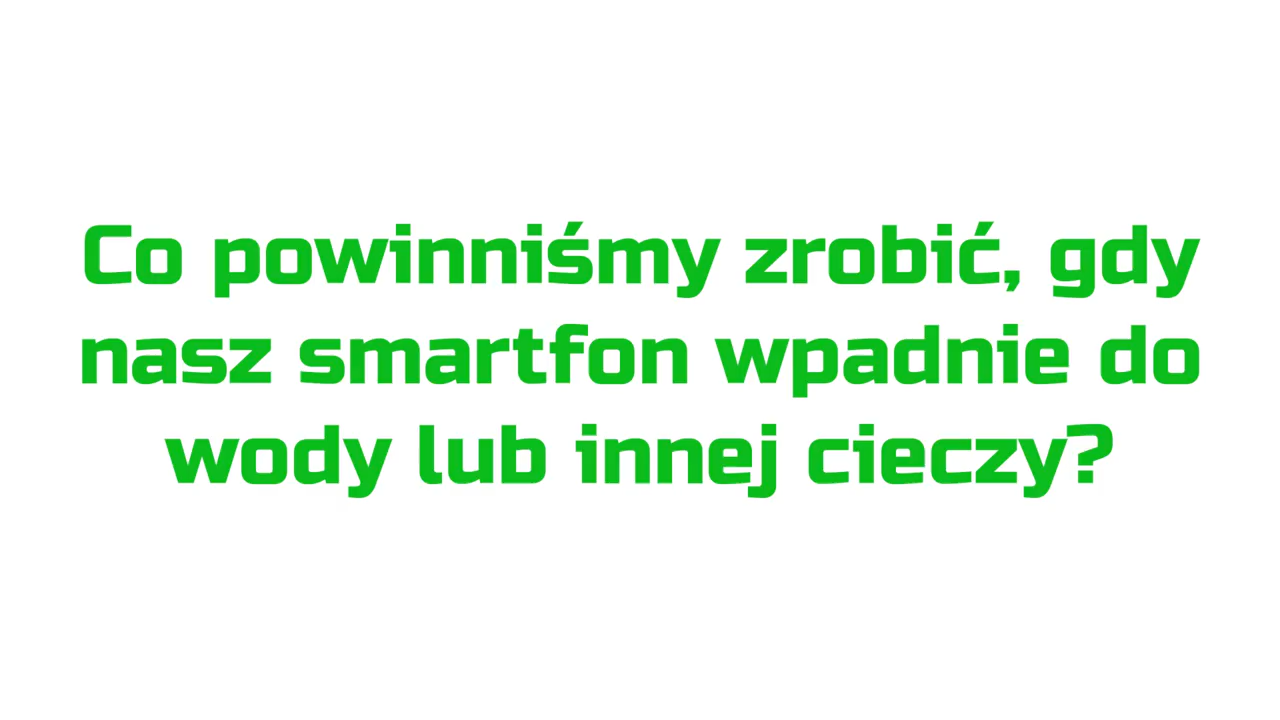 Co powinniśmy zrobić, gdy
nasz smartfon wpadnie do
wody lub innej cieczy?